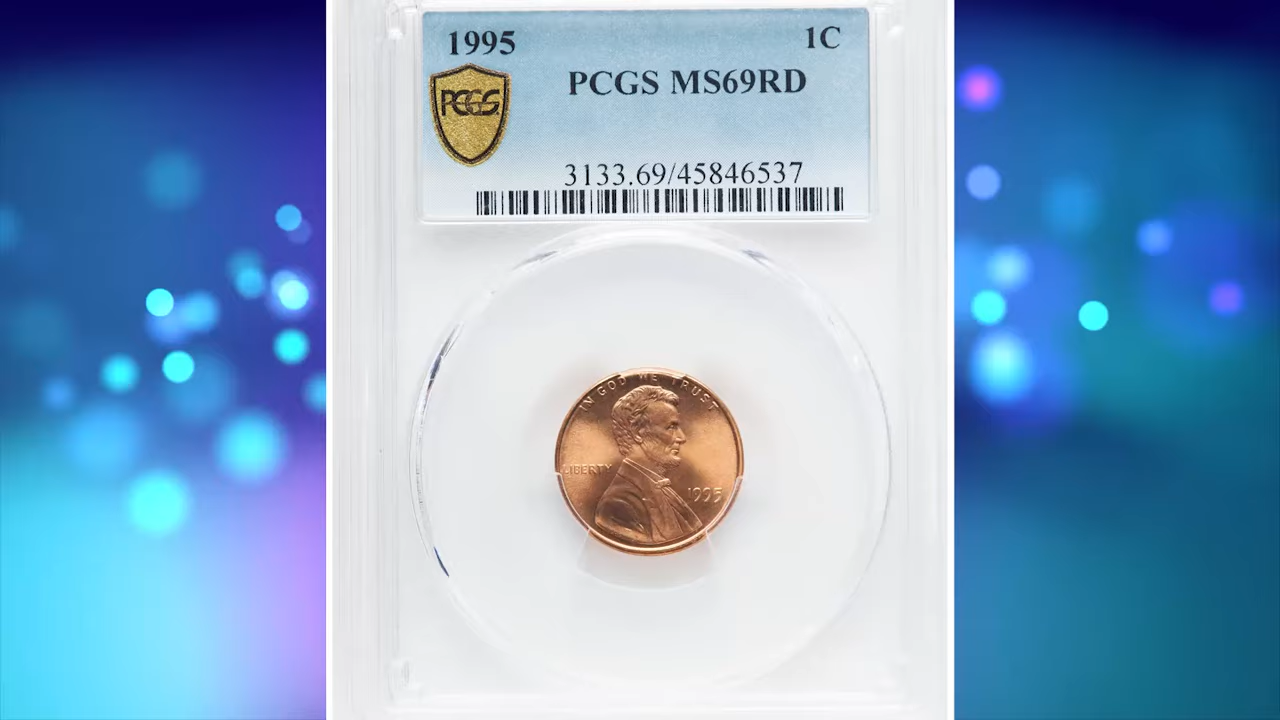 1995 1C
PCGS MS69RD
PCGS
3133.69/45846537
IN GOD WE TRUST
LIBERTY
1995